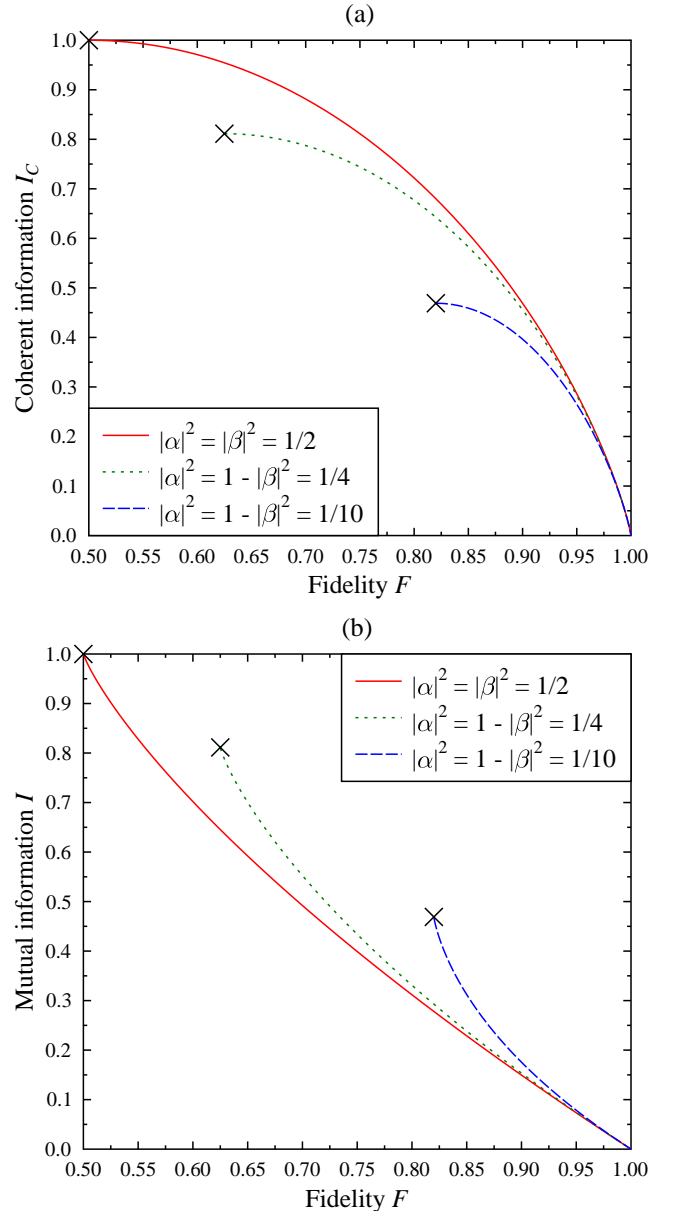 (a)
1.0
0.9
0.8
0.7
0.6
0.5
0.4
0.3
0.2
0.1
0.0
Coherent information I_C
|α|^2 = |β|^2 = 1/2
|α|^2 = 1 - |β|^2 = 1/4
|α|^2 = 1 - |β|^2 = 1/10
0.50 0.55 0.60 0.65 0.70 0.75 0.80 0.85 0.90 0.95 1.00
Fidelity F
(b)
1.0
0.9
0.8
0.7
0.6
0.5
0.4
0.3
0.2
0.1
0.0
Mutual information I
|α|^2 = |β|^2 = 1/2
|α|^2 = 1 - |β|^2 = 1/4
|α|^2 = 1 - |β|^2 = 1/10
0.50 0.55 0.60 0.65 0.70 0.75 0.80 0.85 0.90 0.95 1.00
Fidelity F